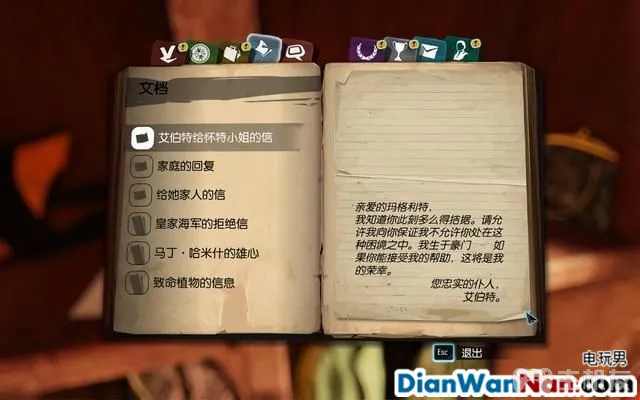 文档
艾伯特给怀特小姐的信
家庭的回复
给她家人的信
皇家海军的拒绝信
马丁·哈米什的雄心
致命植物的信息
亲爱的玛格利特,
我知道你此刻多么得拮据。请允
许我向你保证我不允许你处在这
种困境之中。我生于豪门 如
果你能接受我的帮助，这将是我
的荣幸。
您忠实的仆人,
艾伯特。
Esc 退出
电玩男
DianWanNan.com